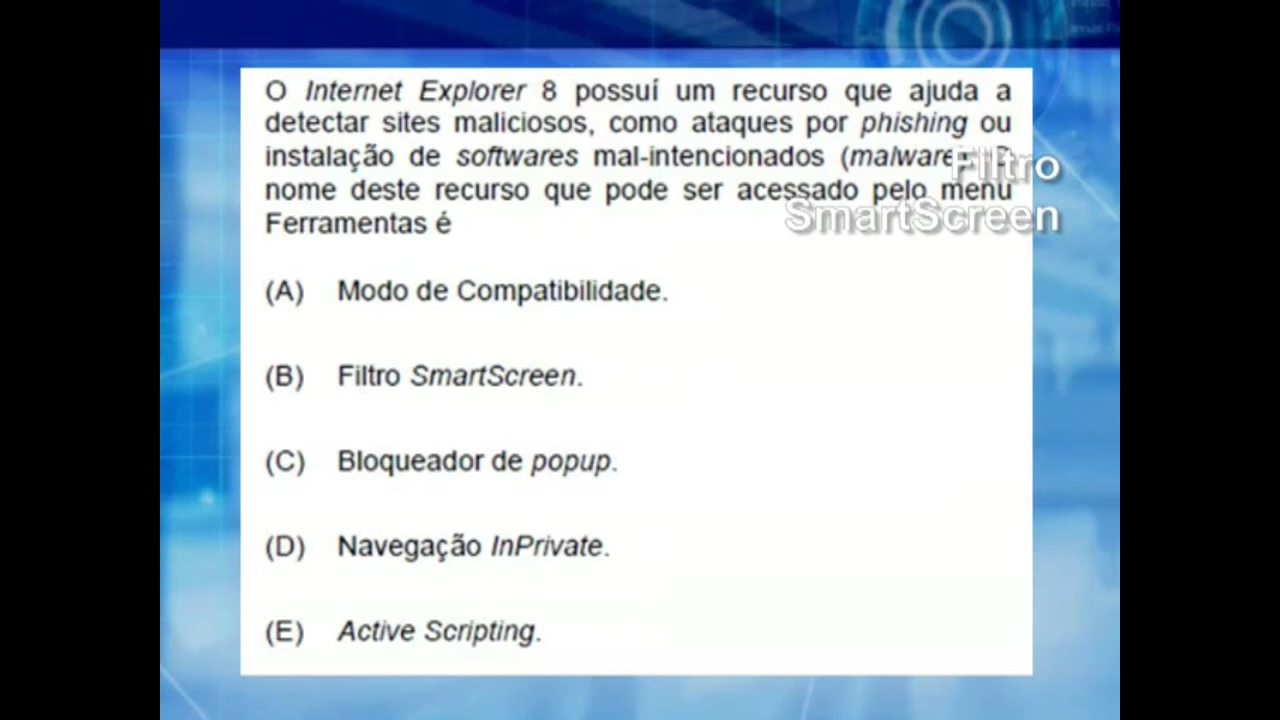 O Internet Explorer 8 possuí um recurso que ajuda a
detectar sites maliciosos, como ataques por phishing ou
instalação de softwares mal-intencionados (malware). O
nome deste recurso que pode ser acessado pelo menu
Ferramentas é
Filtro
SmartScreen
(A) Modo de Compatibilidade.
(B) Filtro SmartScreen.
(C) Bloqueador de popup.
(D) Navegação InPrivate.
(E) Active Scripting.